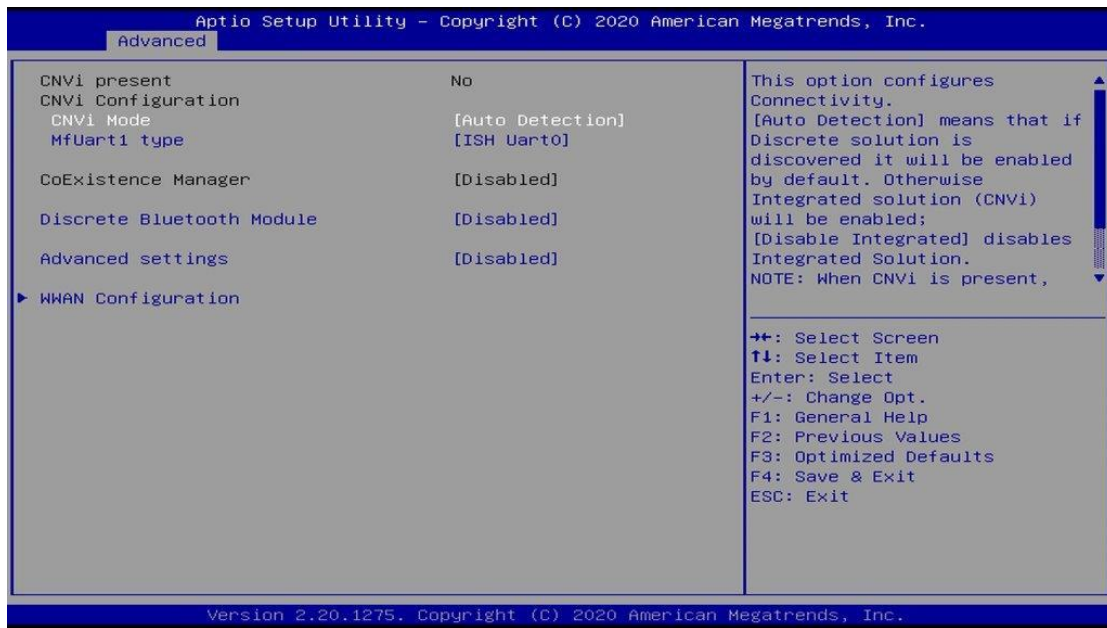 Aptio Setup Utility – Copyright (C) 2020 American Megatrends, Inc.
Advanced
CNVi present No
CNVi Configuration
CNVi Mode [Auto Detection]
MfUart1 type [ISH Uart0]
CoExistence Manager [Disabled]
Discrete Bluetooth Module [Disabled]
Advanced settings [Disabled]
WWAN Configuration
This option configures
Connectivity.
[Auto Detection] means that if
Discrete solution is
discovered it will be enabled
by default. Otherwise
Integrated solution (CNVi)
will be enabled;
[Disable Integrated] disables
Integrated Solution.
NOTE: When CNVi is present,
→←: Select Screen
↑↓: Select Item
Enter: Select
+/-: Change Opt.
F1: General Help
F2: Previous Values
F3: Optimized Defaults
F4: Save & Exit
ESC: Exit
Version 2.20.1275. Copyright (C) 2020 American Megatrends, Inc.